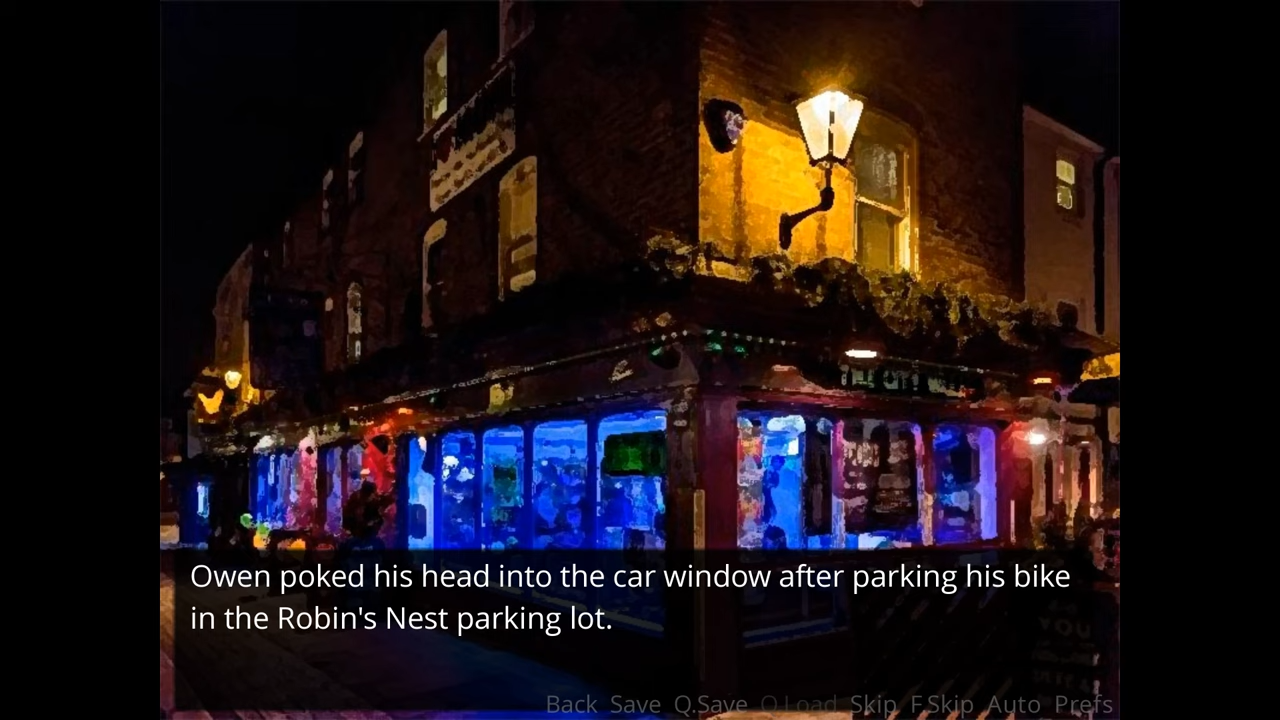 Owen poked his head into the car window after parking his bike
in the Robin's Nest parking lot.
YOU
Back Save Q.Save Q.Load Skip F.Skip Auto Prefs